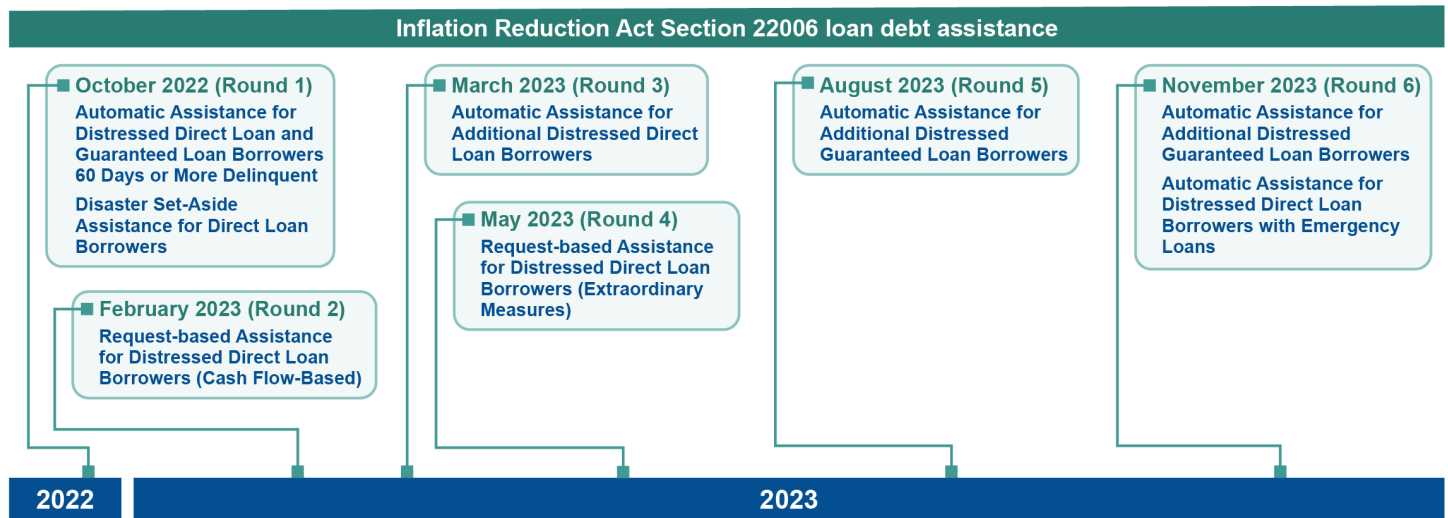 Inflation Reduction Act Section 22006 loan debt assistance
October 2022 (Round 1)
Automatic Assistance for
Distressed Direct Loan and
Guaranteed Loan Borrowers
60 Days or More Delinquent
Disaster Set-Aside
Assistance for Direct Loan
Borrowers
February 2023 (Round 2)
Request-based Assistance
for Distressed Direct Loan
Borrowers (Cash Flow-Based)
March 2023 (Round 3)
Automatic Assistance for
Additional Distressed Direct
Loan Borrowers
May 2023 (Round 4)
Request-based Assistance
for Distressed Direct Loan
Borrowers (Extraordinary
Measures)
August 2023 (Round 5)
Automatic Assistance for
Additional Distressed
Guaranteed Loan Borrowers
November 2023 (Round 6)
Automatic Assistance for
Additional Distressed
Guaranteed Loan Borrowers
Automatic Assistance for
Distressed Direct Loan
Borrowers with Emergency
Loans
2022
2023